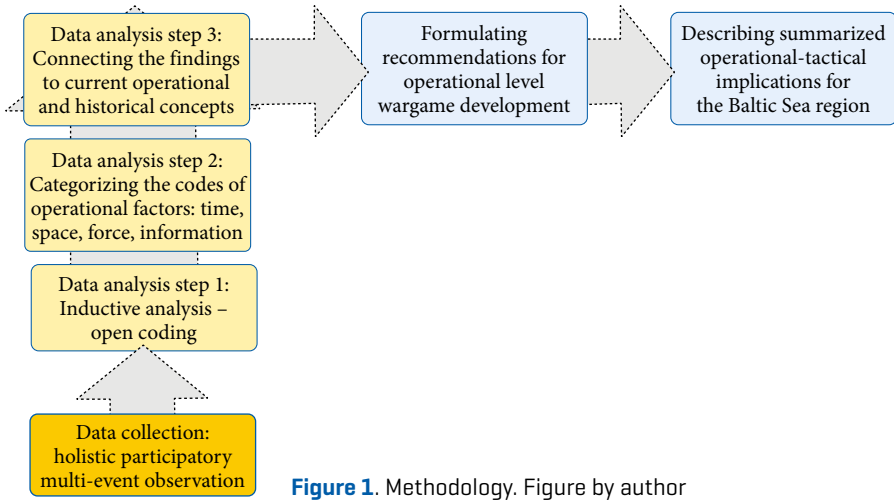 Data analysis step 3:
Connecting the findings
to current operational
and historical concepts
Formulating
recommendations for
operational level
wargame development
Describing summarized
operational-tactical
implications for
the Baltic Sea region
Data analysis step 2:
Categorizing the codes of
operational factors: time,
space, force, information
Data analysis step 1:
Inductive analysis –
open coding
Data collection:
holistic participatory
multi-event observation
Figure 1. Methodology. Figure by author